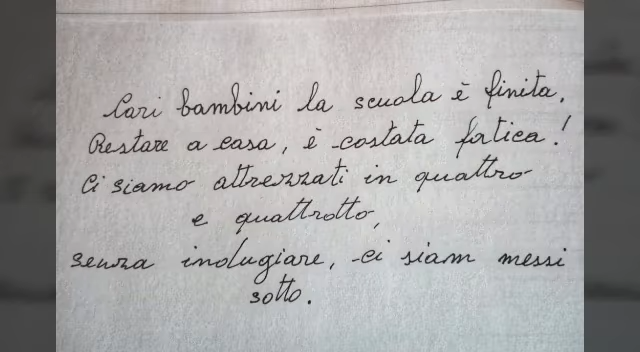 Cari bambini la scuola è finita.
Restare a casa, è costata fatica!
Ci siamo attrezzati in quattro
e quattrotto,
senza indugiare, ci siam messi
sotto.